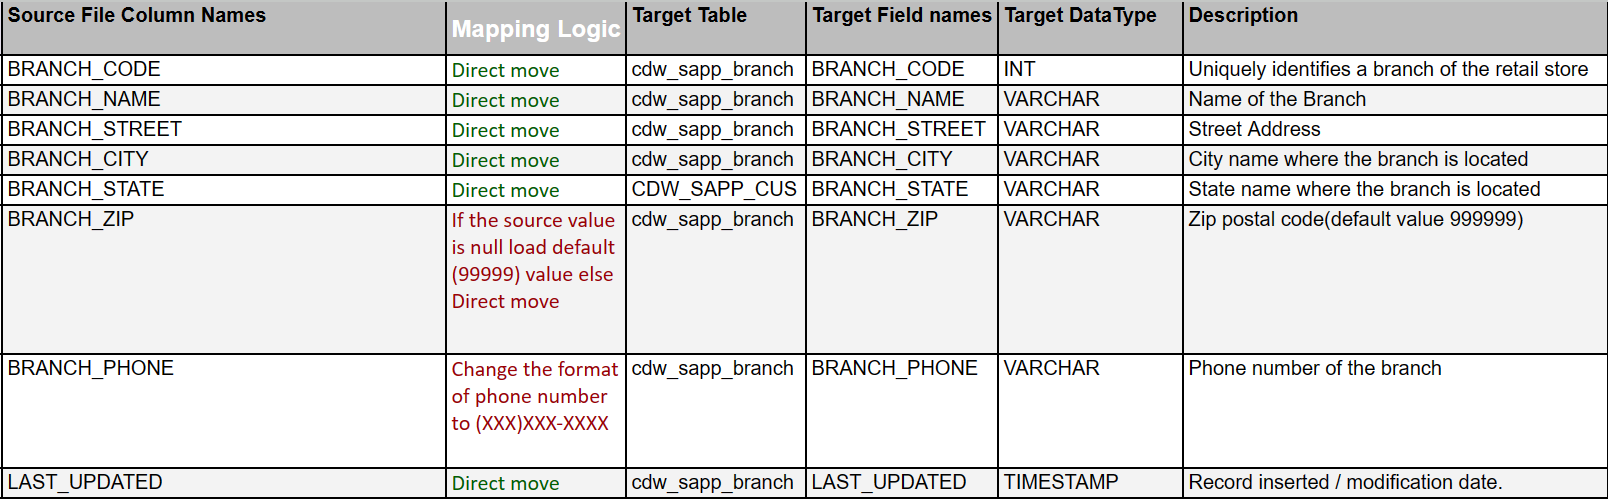 Source File Column Names Mapping Logic Target Table Target Field names Target DataType Description
BRANCH_CODE Direct move cdw_sapp_branch BRANCH_CODE INT Uniquely identifies a branch of the retail store
BRANCH_NAME Direct move cdw_sapp_branch BRANCH_NAME VARCHAR Name of the Branch
BRANCH_STREET Direct move cdw_sapp_branch BRANCH_STREET VARCHAR Street Address
BRANCH_CITY Direct move cdw_sapp_branch BRANCH_CITY VARCHAR City name where the branch is located
BRANCH_STATE Direct move CDW_SAPP_CUS BRANCH_STATE VARCHAR State name where the branch is located
BRANCH_ZIP If the source value cdw_sapp_branch BRANCH_ZIP VARCHAR Zip postal code(default value 999999)
is null load default
(99999) value else
Direct move
BRANCH_PHONE Change the format cdw_sapp_branch BRANCH_PHONE VARCHAR Phone number of the branch
of phone number
to (XXX)XXX-XXXX
LAST_UPDATED Direct move cdw_sapp_branch LAST_UPDATED TIMESTAMP Record inserted / modification date.